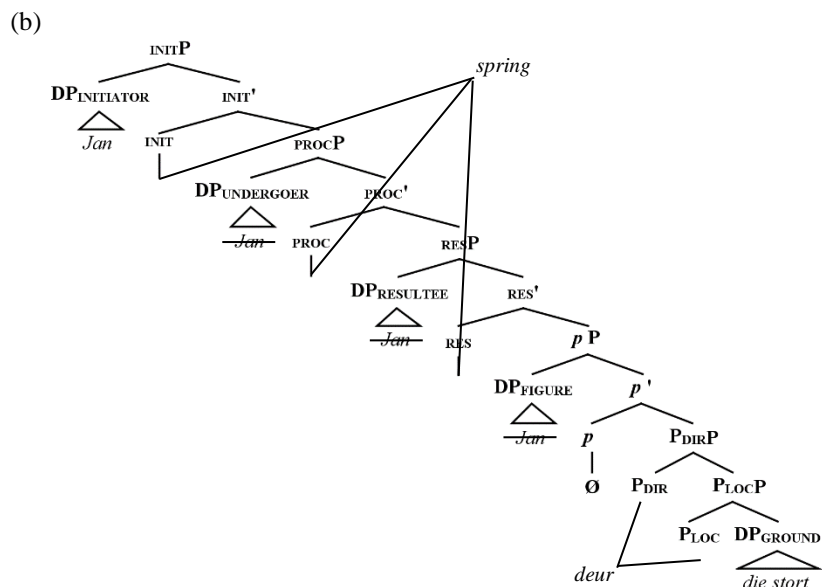 (b)
INITP
spring
DPINITIATOR INIT'
Jan INIT PROCP
DPUNDERGOER PROC'
Jan PROC RESP
DPRESULTEE RES'
Jan RES pP
DPFIGURE p'
Jan p PDIRP
Ø PDIR PLOCP
PLOC DPGROUND
deur die stort